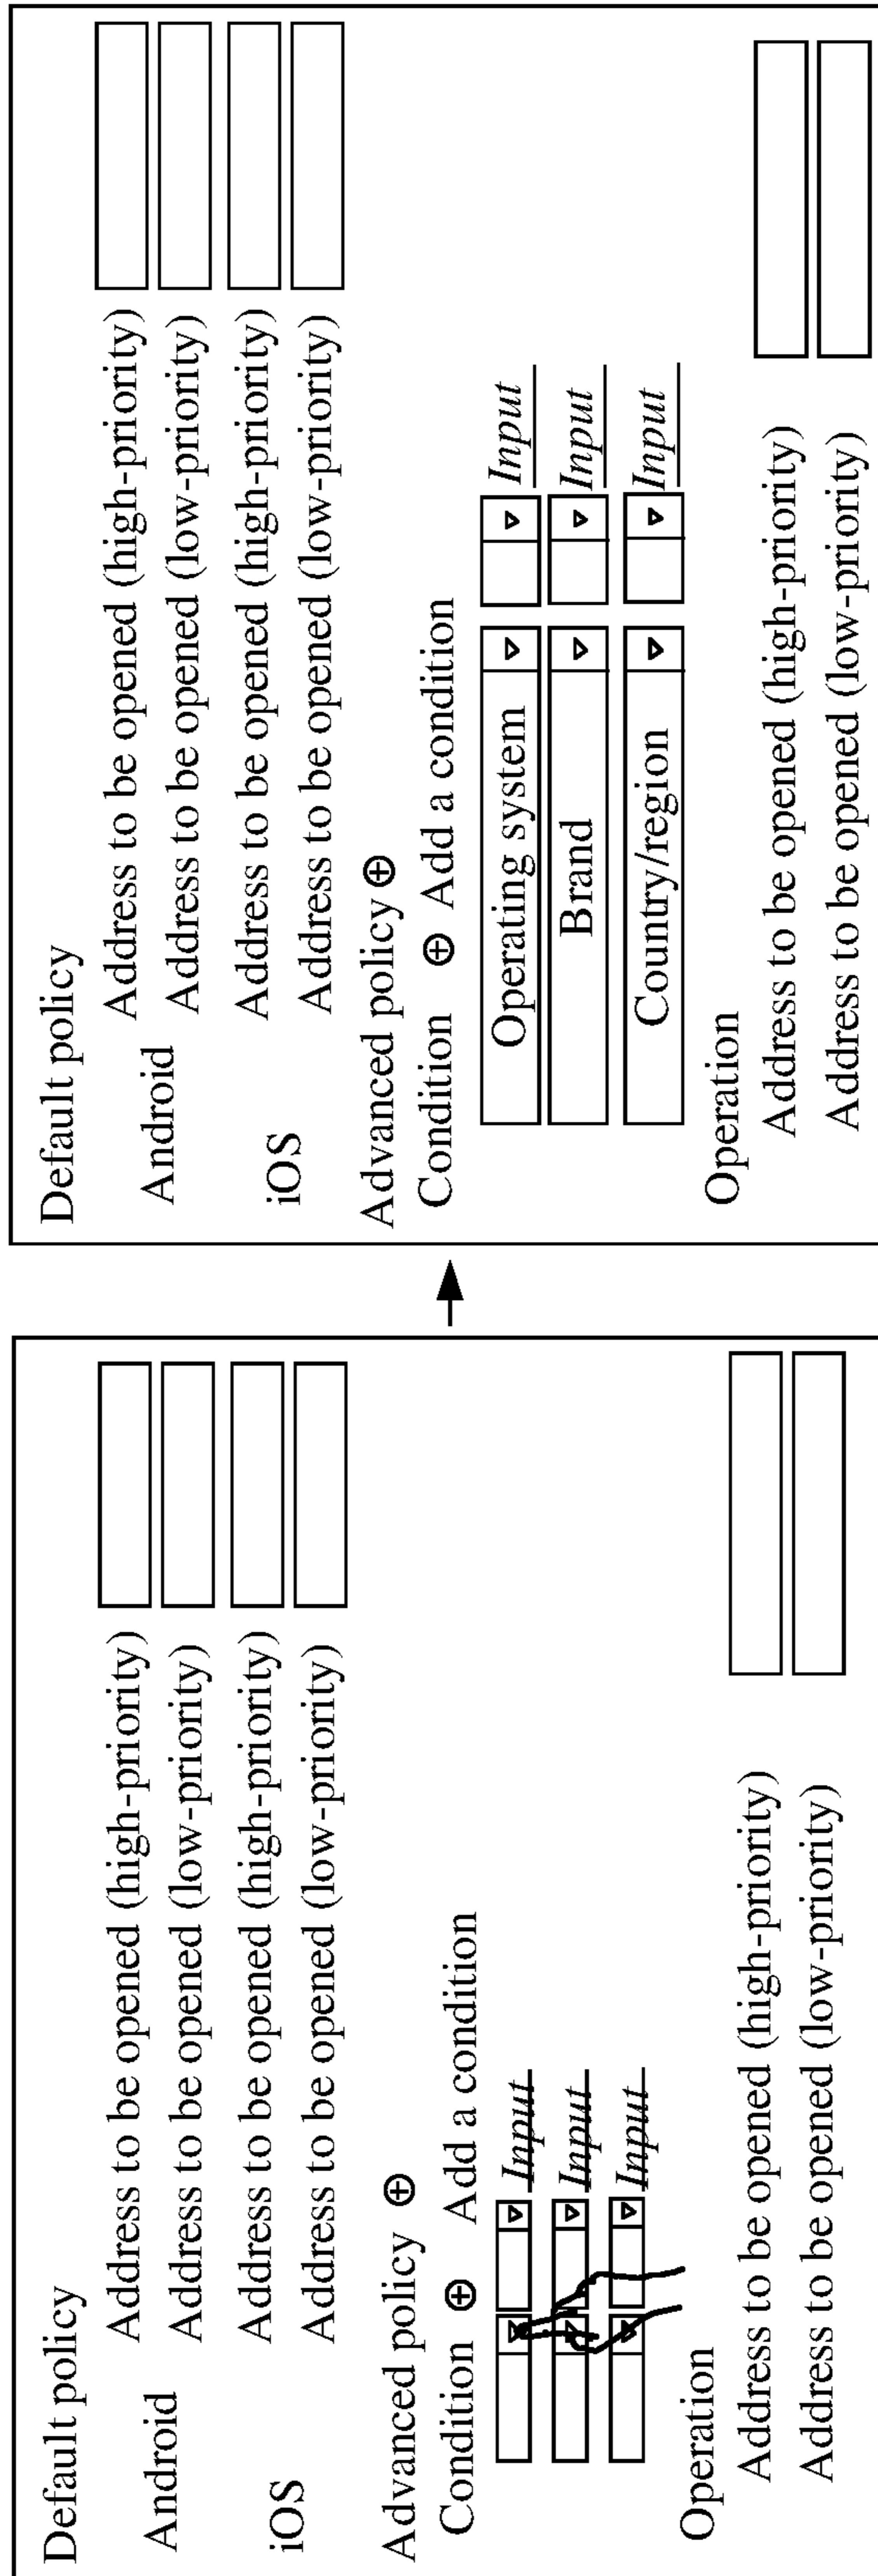 Default policy
Android
Address to be opened (high-priority)
Address to be opened (low-priority)
iOS
Address to be opened (high-priority)
Address to be opened (low-priority)
Advanced policy ⊕
Condition ⊕ Add a condition
Input
Input
Input
Operation
Address to be opened (high-priority)
Address to be opened (low-priority)
Default policy
Android
Address to be opened (high-priority)
Address to be opened (low-priority)
iOS
Address to be opened (high-priority)
Address to be opened (low-priority)
Advanced policy ⊕
Condition ⊕ Add a condition
Operating system Input
Brand Input
Country/region Input
Operation
Address to be opened (high-priority)
Address to be opened (low-priority)